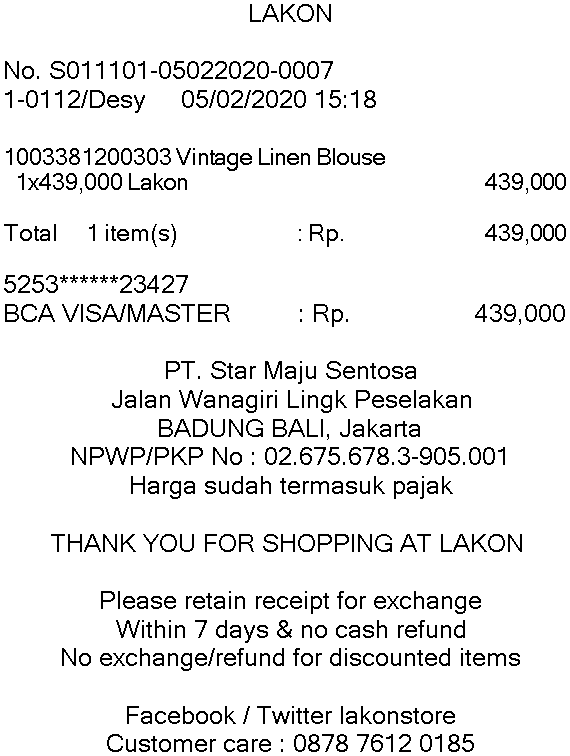 LAKON
No. S011101-05022020-0007
1-0112/Desy 05/02/2020 15:18
1003381200303 Vintage Linen Blouse
1x439,000 Lakon 439,000
Total 1 item(s) : Rp. 439,000
5253******23427
BCA VISA/MASTER : Rp. 439,000
PT. Star Maju Sentosa
Jalan Wanagiri Lingk Peselakan
BADUNG BALI, Jakarta
NPWP/PKP No : 02.675.678.3-905.001
Harga sudah termasuk pajak
THANK YOU FOR SHOPPING AT LAKON
Please retain receipt for exchange
Within 7 days & no cash refund
No exchange/refund for discounted items
Facebook / Twitter lakonstore
Customer care : 0878 7612 0185